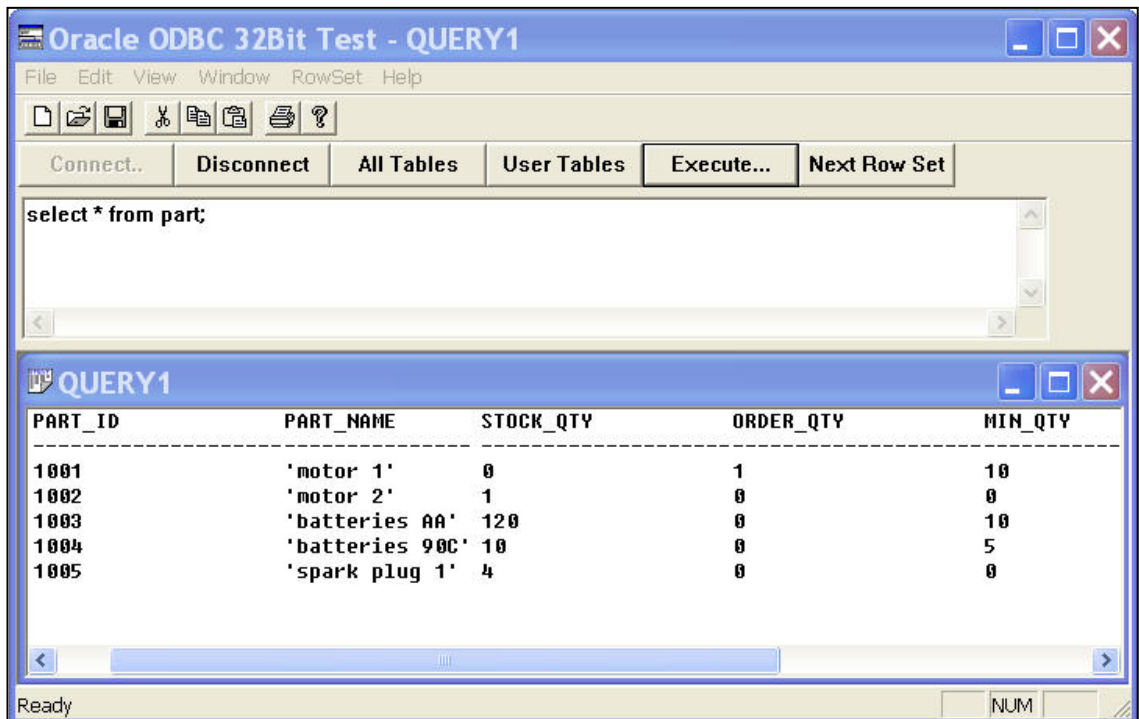 Oracle ODBC 32Bit Test - QUERY1
File Edit View Window RowSet Help
Connect.. Disconnect All Tables User Tables Execute... Next Row Set
select * from part;
QUERY1
PART_ID PART_NAME STOCK_QTY ORDER_QTY MIN_QTY
--------------------------------------------------------------------------------
1001 'motor 1' 0 1 10
1002 'motor 2' 1 0 0
1003 'batteries AA' 120 0 10
1004 'batteries 90C' 10 0 5
1005 'spark plug 1' 4 0 0
Ready NUM